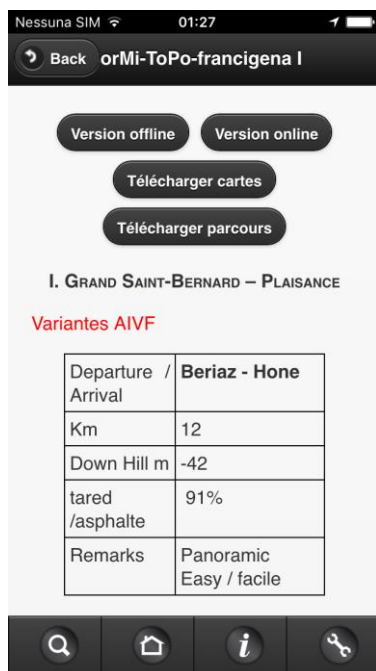 Nessuna SIM 01:27
Back orMi-ToPo-francigena I
Version offline Version online
Télécharger cartes
Télécharger parcours
I. GRAND SAINT-BERNARD – PLAISANCE
Variantes AIVF
Departure / Beriaz - Hone
Arrival
Km 12
Down Hill m -42
tared 91%
/asphalte
Remarks Panoramic
Easy / facile
i